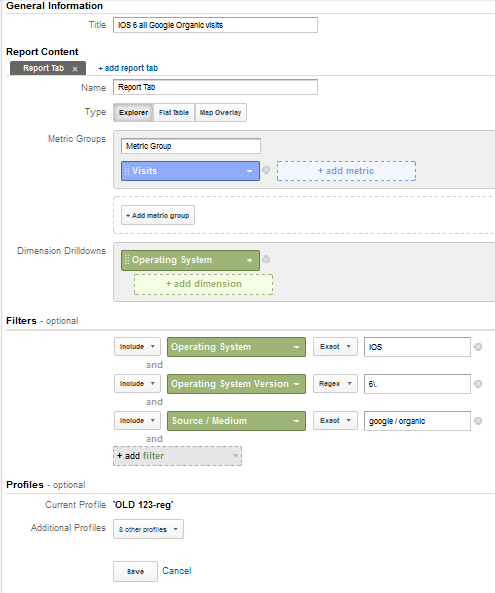 General Information
Title IOS 6 all Google Organic visits
Report Content
Report Tab x + add report tab
Name Report Tab
Type Explorer Flat Table Map Overlay
Metric Groups
Metric Group
Visits + add metric
+ Add metric group
Dimension Drilldowns
Operating System
+ add dimension
Filters - optional
Include Operating System Exact IOS
and
Include Operating System Version Regex 6\.
and
Include Source / Medium Exact google / organic
and
+ add filter
Profiles - optional
Current Profile 'OLD 123-reg'
Additional Profiles 8 other profiles
Save Cancel